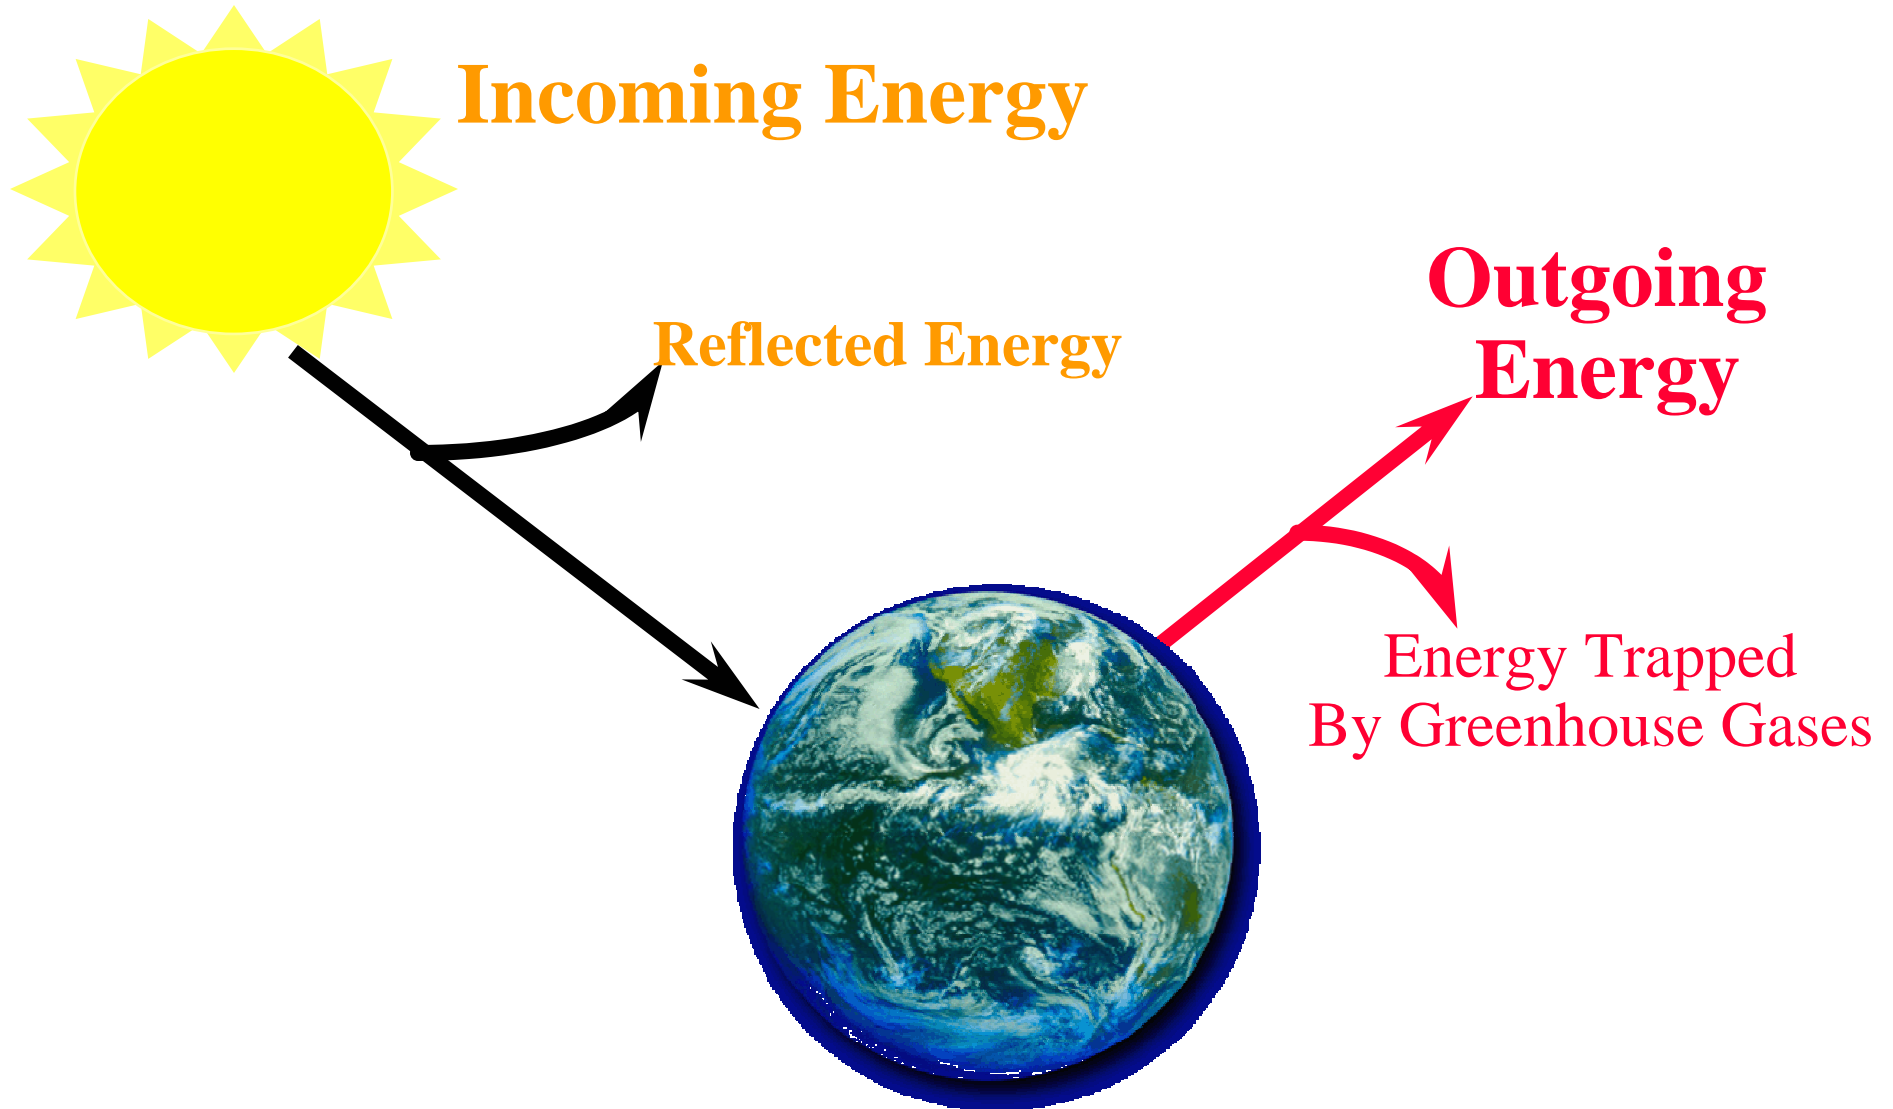 Incoming Energy
Reflected Energy
Outgoing
Energy
Energy Trapped
By Greenhouse Gases